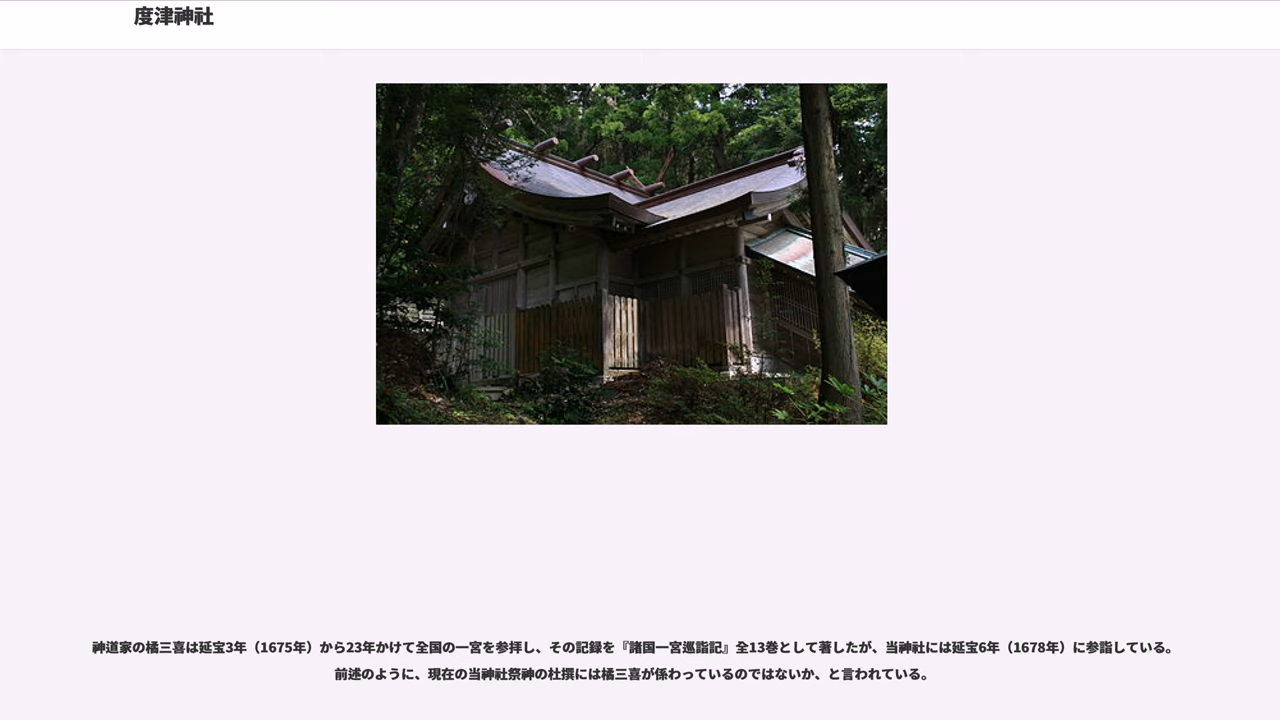 度津神社
神道家の橘三喜は延宝3年（1675年）から23年かけて全国の一宮を参拝し、その記録を『諸国一宮巡詣記』全13巻として著したが、当神社には延宝6年（1678年）に参詣している。
前述のように、現在の当神社祭神の杜撰には橘三喜が係わっているのではないか、と言われている。